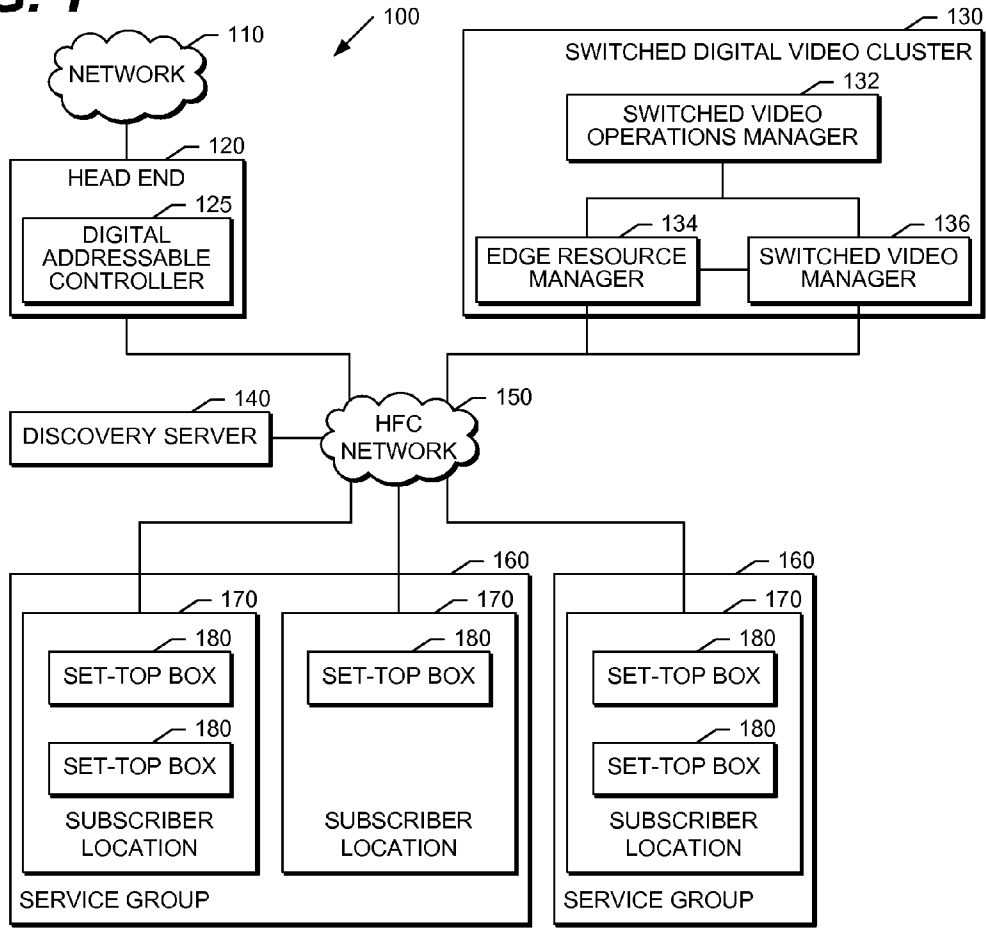 100
110
NETWORK
120
HEAD END
125
DIGITAL
ADDRESSABLE
CONTROLLER
130
SWITCHED DIGITAL VIDEO CLUSTER
132
SWITCHED VIDEO
OPERATIONS MANAGER
134
EDGE RESOURCE
MANAGER
136
SWITCHED VIDEO
MANAGER
140
DISCOVERY SERVER
150
HFC
NETWORK
160
170
180
SET-TOP BOX
180
SET-TOP BOX
SUBSCRIBER
LOCATION
170
180
SET-TOP BOX
SUBSCRIBER
LOCATION
SERVICE GROUP
160
170
180
SET-TOP BOX
180
SET-TOP BOX
SUBSCRIBER
LOCATION
SERVICE GROUP